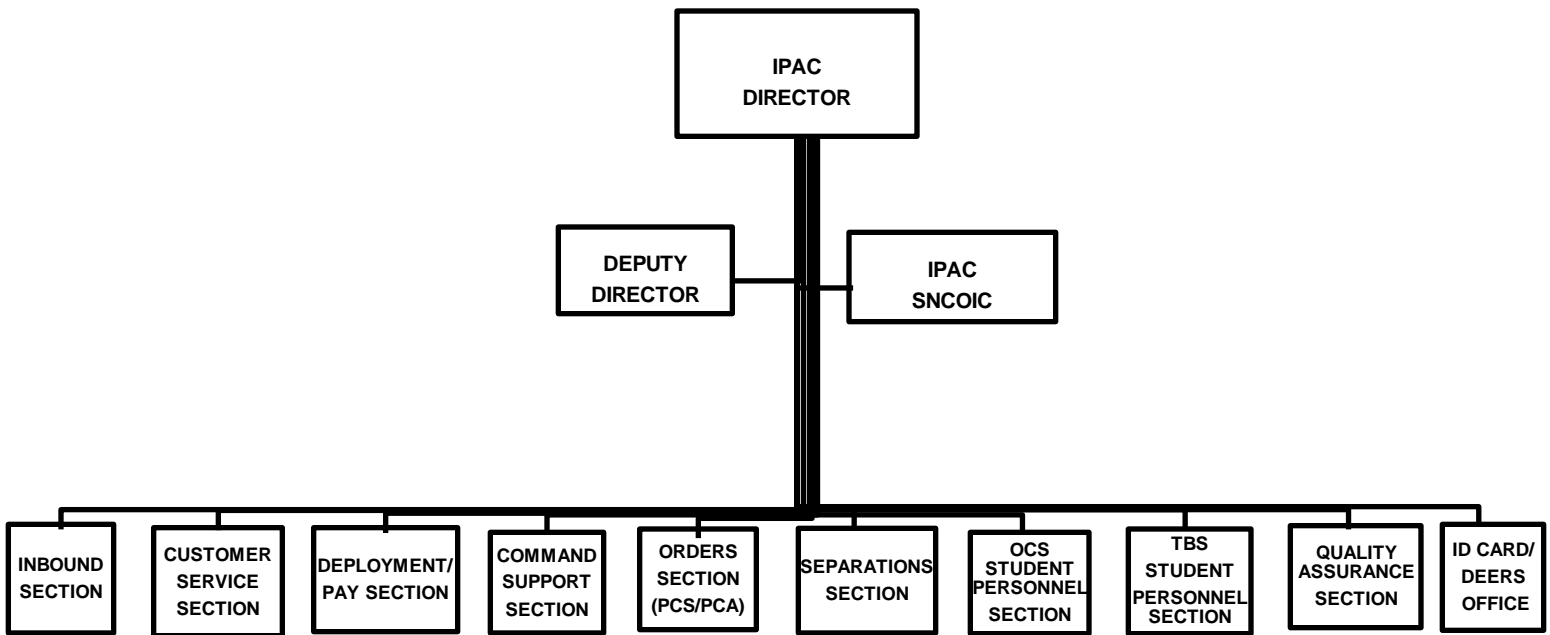 IPAC
DIRECTOR
DEPUTY
DIRECTOR
IPAC
SNCOIC
INBOUND
SECTION
CUSTOMER
SERVICE
SECTION
DEPLOYMENT/
PAY SECTION
COMMAND
SUPPORT
SECTION
ORDERS
SECTION
(PCS/PCA)
SEPARATIONS
SECTION
OCS
STUDENT
PERSONNEL
SECTION
TBS
STUDENT
PERSONNEL
SECTION
QUALITY
ASSURANCE
SECTION
ID CARD/
DEERS
OFFICE